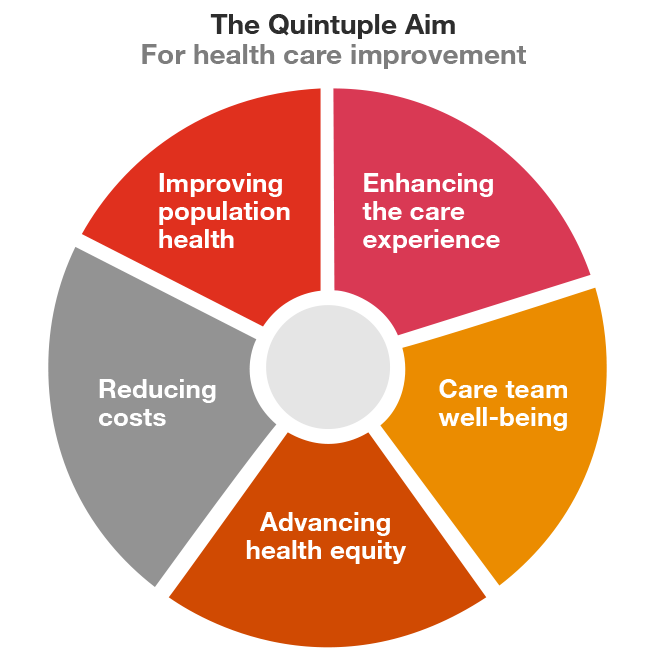 The Quintuple Aim
For health care improvement
Improving
population
health
Enhancing
the care
experience
Reducing
costs
Care team
well-being
Advancing
health equity